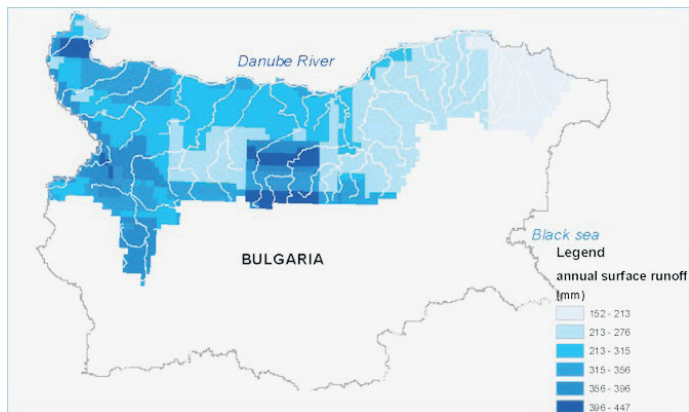 Danube River
Black sea
BULGARIA
Legend
annual surface runoff
(mm)
152 - 213
213 - 276
213 - 315
315 - 356
356 - 396
396 - 447